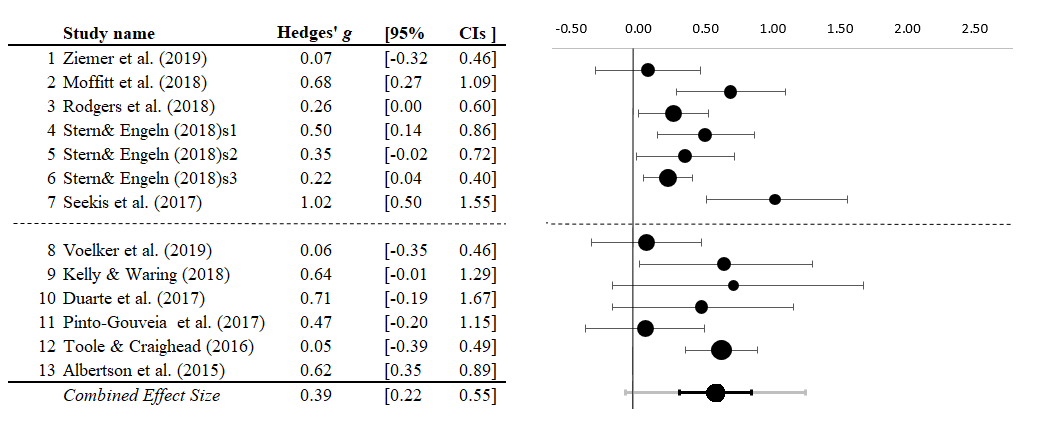 Study name Hedges' g [95% CIs ]
1 Ziemer et al. (2019) 0.07 [-0.32 0.46]
2 Moffitt et al. (2018) 0.68 [0.27 1.09]
3 Rodgers et al. (2018) 0.26 [0.00 0.60]
4 Stern& Engeln (2018)s1 0.50 [0.14 0.86]
5 Stern& Engeln (2018)s2 0.35 [-0.02 0.72]
6 Stern& Engeln (2018)s3 0.22 [0.04 0.40]
7 Seekis et al. (2017) 1.02 [0.50 1.55]
8 Voelker et al. (2019) 0.06 [-0.35 0.46]
9 Kelly & Waring (2018) 0.64 [-0.01 1.29]
10 Duarte et al. (2017) 0.71 [-0.19 1.67]
11 Pinto-Gouveia et al. (2017) 0.47 [-0.20 1.15]
12 Toole & Craighead (2016) 0.05 [-0.39 0.49]
13 Albertson et al. (2015) 0.62 [0.35 0.89]
Combined Effect Size 0.39 [0.22 0.55]
-0.50 0.00 0.50 1.00 1.50 2.00 2.50